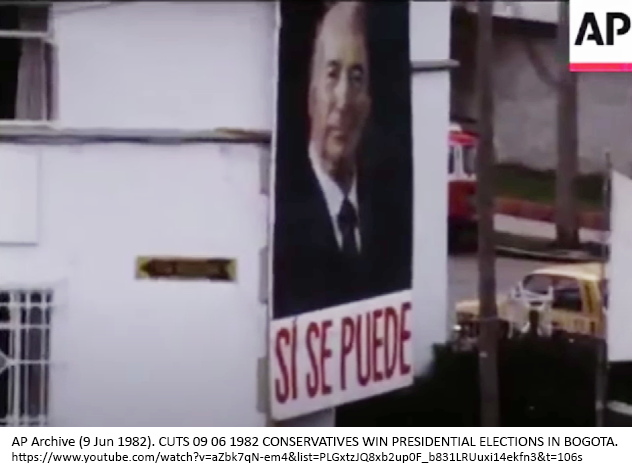 AP
SÍ SE PUEDE
AP Archive (9 Jun 1982). CUTS 09 06 1982 CONSERVATIVES WIN PRESIDENTIAL ELECTIONS IN BOGOTA.
https://www.youtube.com/watch?v=aZbk7qN-em4&list=PLGxtzJQ8xb2up0F_b831LRUuxi14ekfn3&t=106s